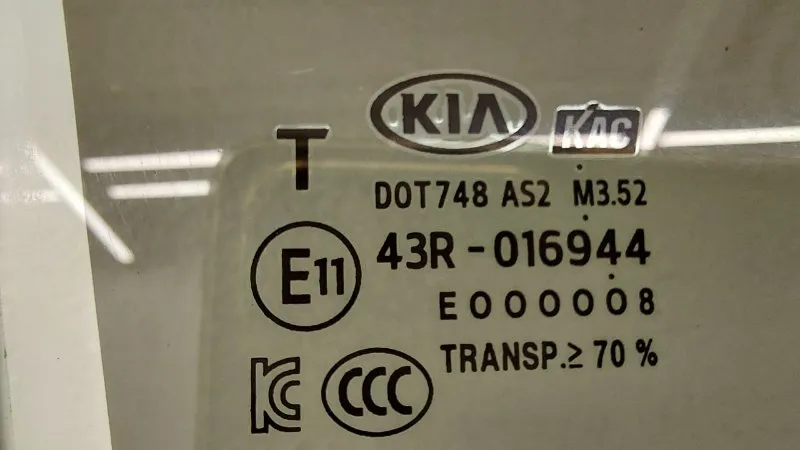 KIA KAC
T
DOT748 AS2 M3.52
E11 43R-016944
E000008
TRANSP.≥70%
KC CCC